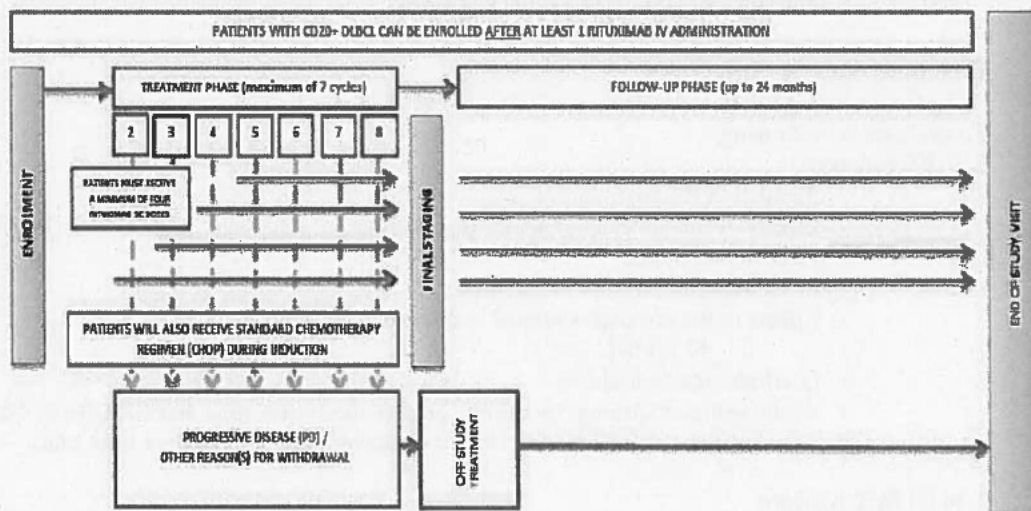 PATIENTS WITH CD20+ DLBCL CAN BE ENROLLED AFTER AT LEAST 1 RITUXIMAB IV ADMINISTRATION
ENROLMENT
TREATMENT PHASE (maximum of 7 cycles)
FOLLOW-UP PHASE (up to 24 months)
2 3 4 5 6 7 8
PATIENTS MUST RECEIVE
A MINIMUM OF FOUR
RITUXIMAB SC DOSES
FINAL STAGING
END OF STUDY VISIT
PATIENTS WILL ALSO RECEIVE STANDARD CHEMOTHERAPY
REGIMEN (CHOP) DURING INDUCTION
PROGRESSIVE DISEASE (PD) /
OTHER REASON(S) FOR WITHDRAWAL
OFF STUDY
TREATMENT